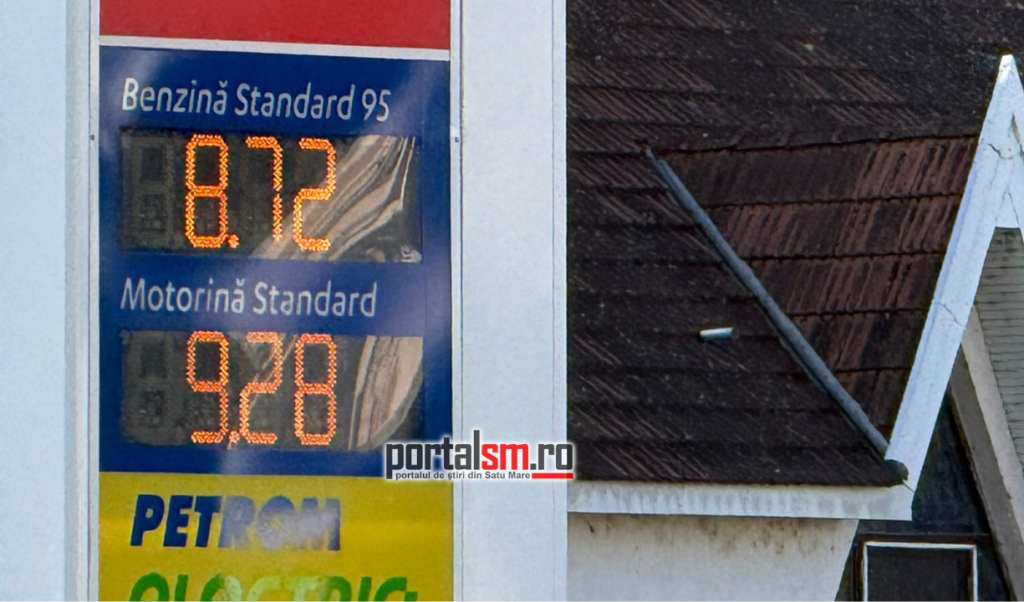 Benzină Standard 95
8.72
Motorină Standard
9.28
portalsm.ro
portalul de știri din Satu Mare
PETROM